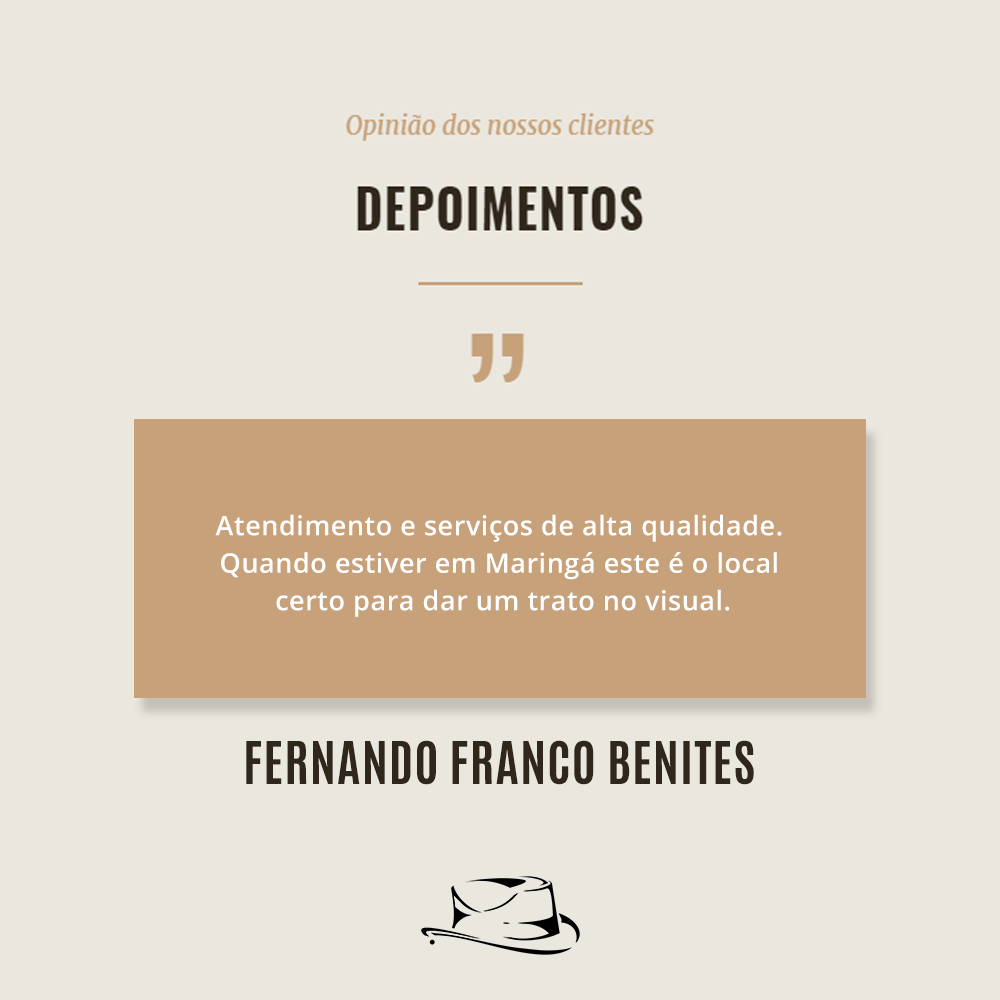 Opinião dos nossos clientes
DEPOIMENTOS
”
Atendimento e serviços de alta qualidade.
Quando estiver em Maringá este é o local
certo para dar um trato no visual.
FERNANDO FRANCO BENITES